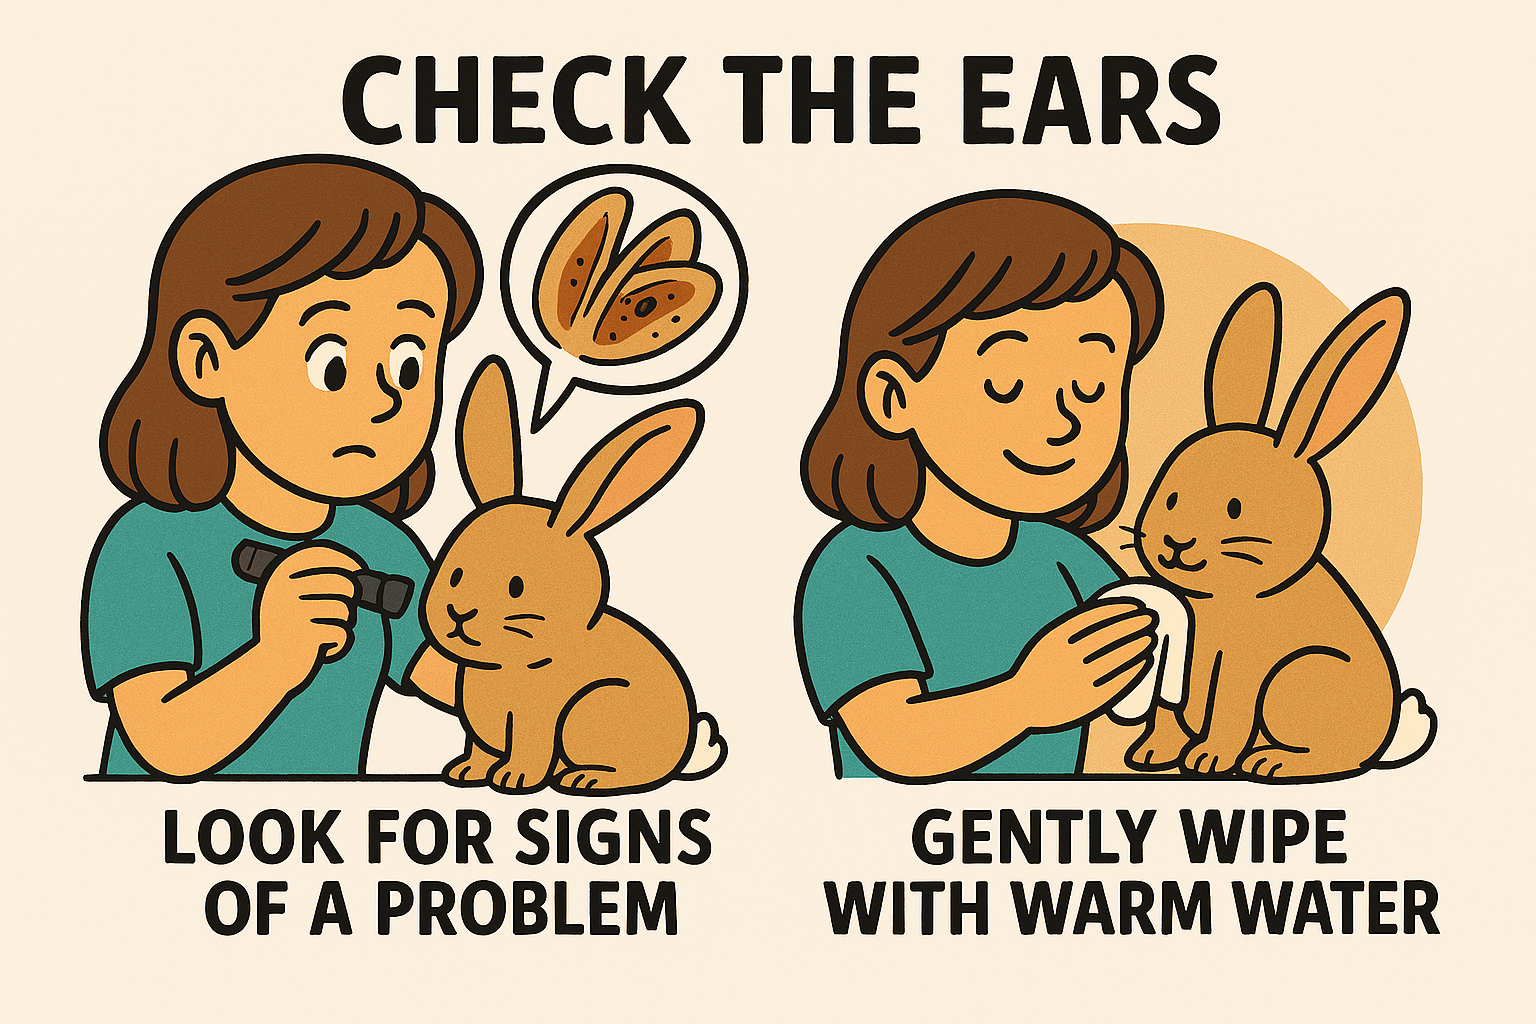 CHECK THE EARS
LOOK FOR SIGNS
OF A PROBLEM
GENTLY WIPE
WITH WARM WATER